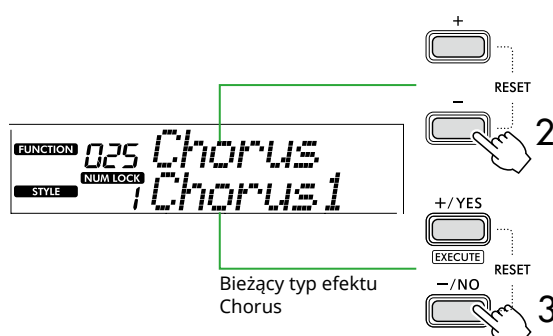 +
RESET
−
2
FUNCTION 025 Chorus
NUM LOCK
STYLE 1 Chorus1
+/YES
EXECUTE
RESET
−/NO
3
Bieżący typ efektu
Chorus